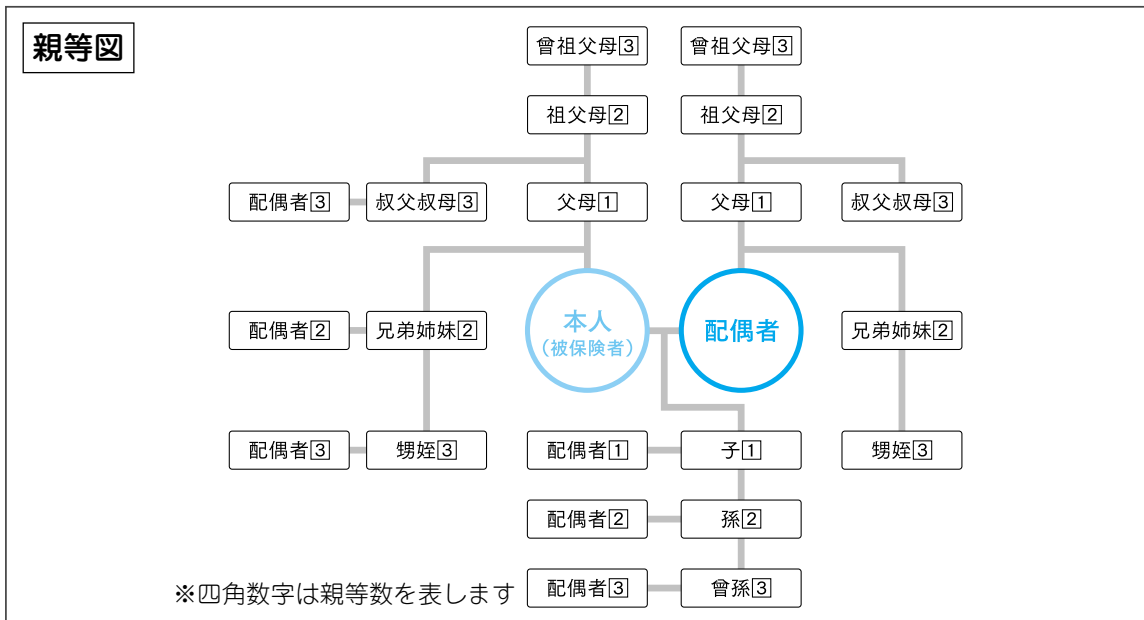 親等図
曾祖父母3 曾祖父母3
祖父母2 祖父母2
配偶者3 叔父叔母3 父母1 父母1 叔父叔母3
配偶者2 兄弟姉妹2 本人 配偶者 兄弟姉妹2
(被保険者)
配偶者3 甥姪3 配偶者1 子1 甥姪3
配偶者2 孫2
※四角数字は親等数を表します 配偶者3 曾孫3